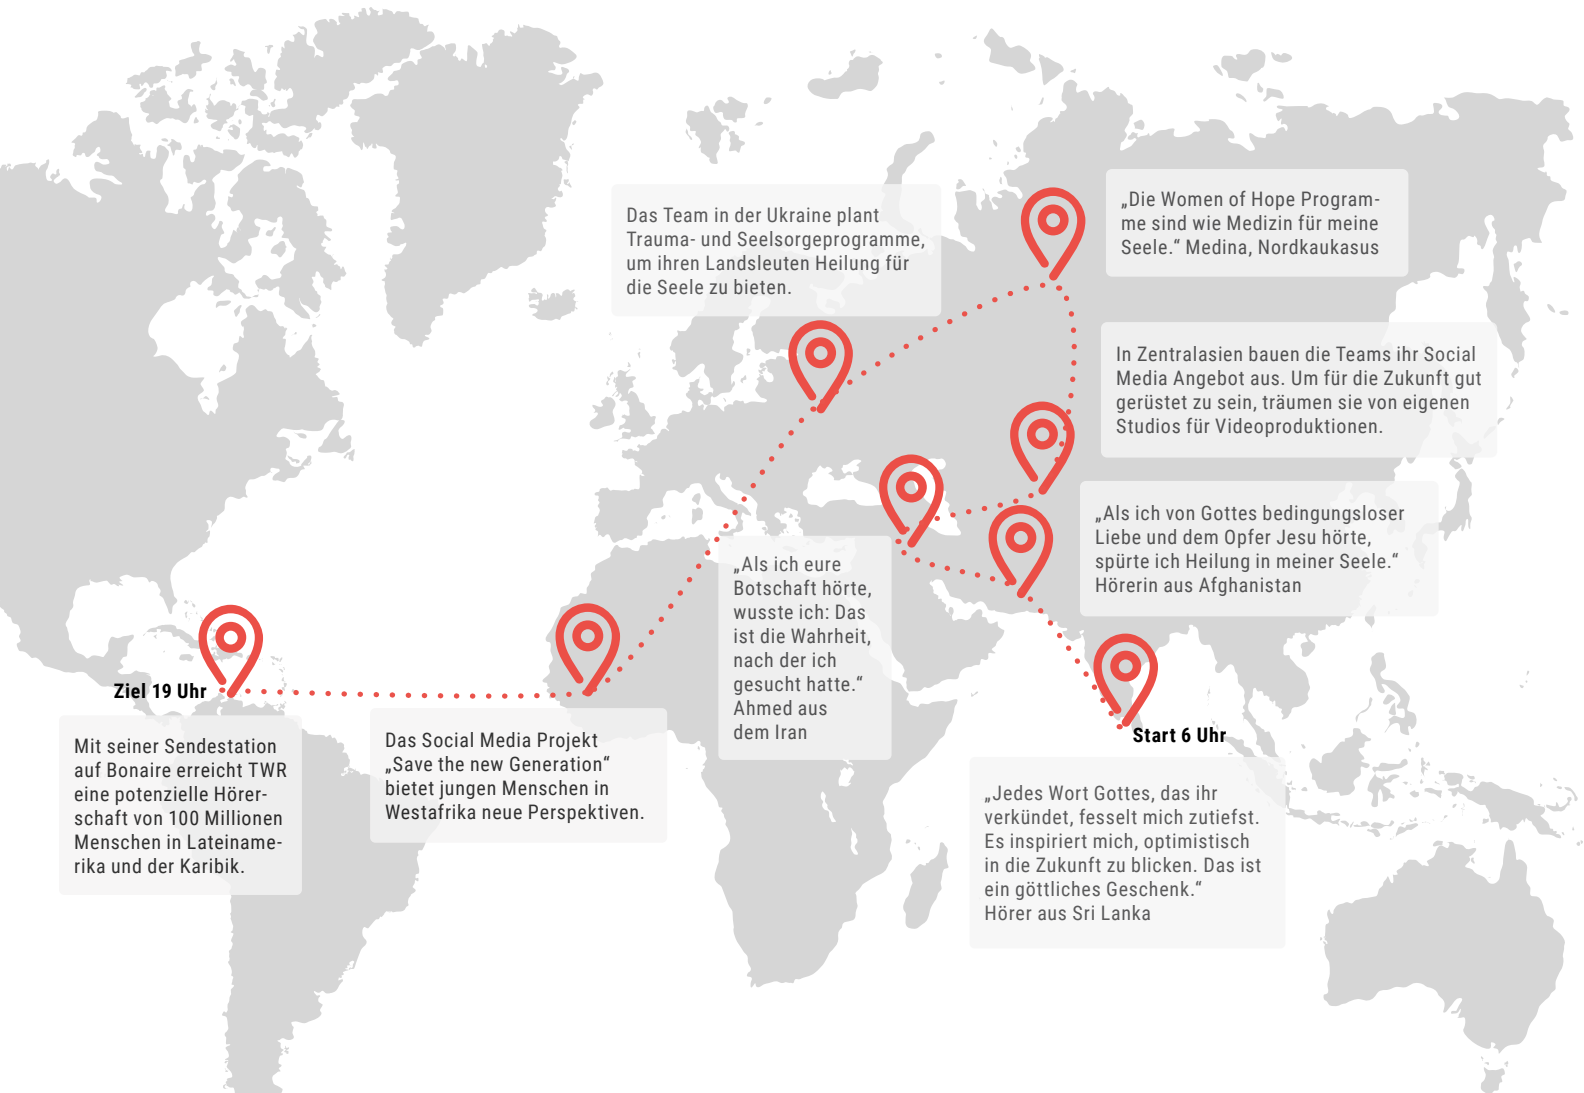 „Die Women of Hope Program-
me sind wie Medizin für meine
Seele.“ Medina, Nordkaukasus
Das Team in der Ukraine plant
Trauma- und Seelsorgeprogramme,
um ihren Landsleuten Heilung für
die Seele zu bieten.
In Zentralasien bauen die Teams ihr Social
Media Angebot aus. Um für die Zukunft gut
gerüstet zu sein, träumen sie von eigenen
Studios für Videoproduktionen.
„Als ich von Gottes bedingungsloser
Liebe und dem Opfer Jesu hörte,
spürte ich Heilung in meiner Seele.“
Hörerin aus Afghanistan
„Als ich eure
Botschaft hörte,
wusste ich: Das
ist die Wahrheit,
nach der ich
gesucht hatte.“
Ahmed aus
dem Iran
Ziel 19 Uhr
Mit seiner Sendestation
auf Bonaire erreicht TWR
eine potenzielle Hörer-
schaft von 100 Millionen
Menschen in Lateiname-
rika und der Karibik.
Das Social Media Projekt
„Save the new Generation“
bietet jungen Menschen in
Westafrika neue Perspektiven.
Start 6 Uhr
„Jedes Wort Gottes, das ihr
verkündet, fesselt mich zutiefst.
Es inspiriert mich, optimistisch
in die Zukunft zu blicken. Das ist
ein göttliches Geschenk.“
Hörer aus Sri Lanka